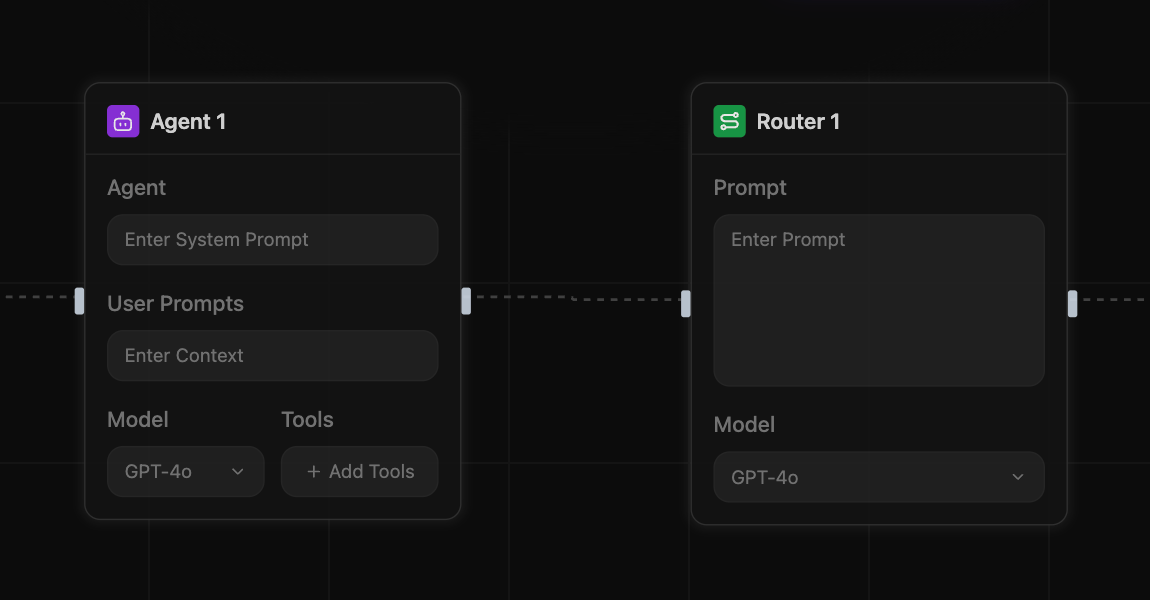 Agent 1
Agent
Enter System Prompt
User Prompts
Enter Context
Model
Tools
GPT-4o
+ Add Tools
Router 1
Prompt
Enter Prompt
Model
GPT-4o